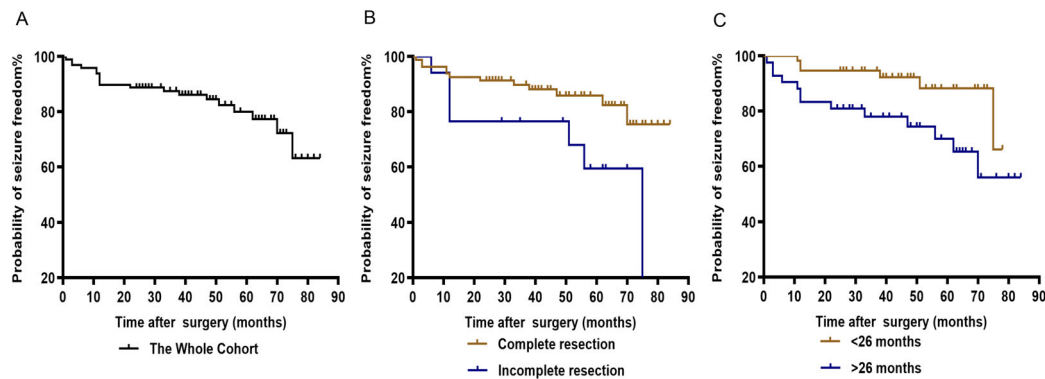 A
Probability of seizure freedom%
100
80
60
40
20
0 10 20 30 40 50 60 70 80 90
Time after surgery (months)
The Whole Cohort
B
Probability of seizure freedom%
100
80
60
40
20
0 10 20 30 40 50 60 70 80 90
Time after surgery (months)
Complete resection
Incomplete resection
C
Probability of seizure freedom%
100
80
60
40
20
0 10 20 30 40 50 60 70 80 90
Time after surgery (months)
<26 months
>26 months